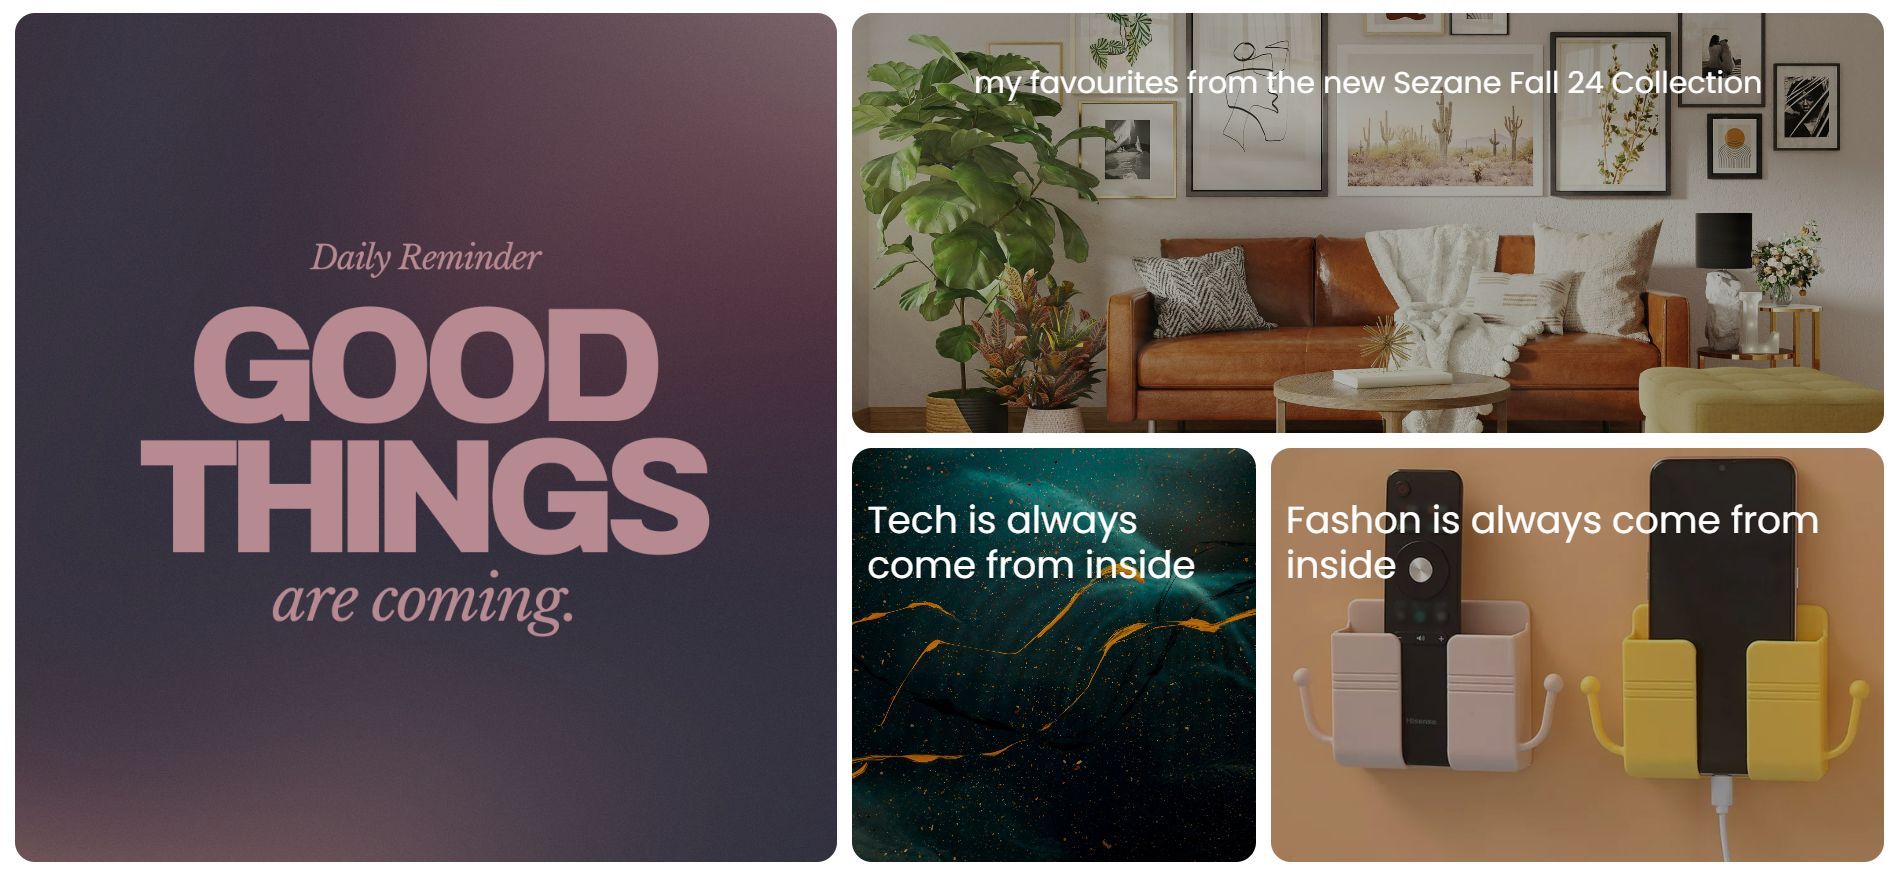 Daily Reminder
GOOD
THINGS
are coming.
my favourites from the new Sezane Fall 24 Collection
Tech is always
come from inside
Fashon is always come from
inside
Hisense